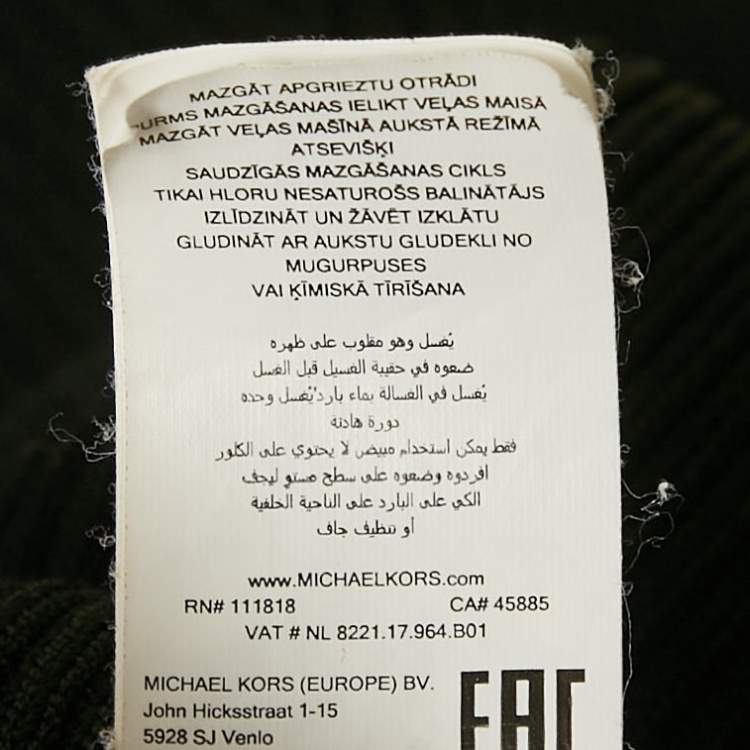 MAZGĀT APGRIEZTU OTRĀDI
PURMS MAZGĀŠANAS IELIKT VEĻAS MAISĀ
MAZGĀT VEĻAS MAŠĪNĀ AUKSTĀ REŽĪMĀ
ATSEVIŠĶI
SAUDZĪGĀS MAZGĀŠANAS CIKLS
TIKAI HLORU NESATUROŠS BALINĀTĀJS
IZLĪDZINĀT UN ŽĀVĒT IZKLĀTU
GLUDINĀT AR AUKSTU GLUDEKLI NO
MUGURPUSES
VAI ĶĪMISKĀ TĪRĪŠANA
يُغسل وهو مقلوب على ظهره
ضعوه في حقيبة الغسيل قبل الغسل
يُغسل في الغسالة بماء بارد'يُغسل وحده
دورة هادئة
فقط يمكن استخدام مبيض لا يحتوي على الكلور
افردوه وضعوه على سطح مستو ليجف
الكي على البارد على الناحية الخلفية
أو تنظيف جاف
www.MICHAELKORS.com
RN# 111818 CA# 45885
VAT # NL 8221.17.964.B01
MICHAEL KORS (EUROPE) BV.
John Hicksstraat 1-15
5928 SJ Venlo
EAC